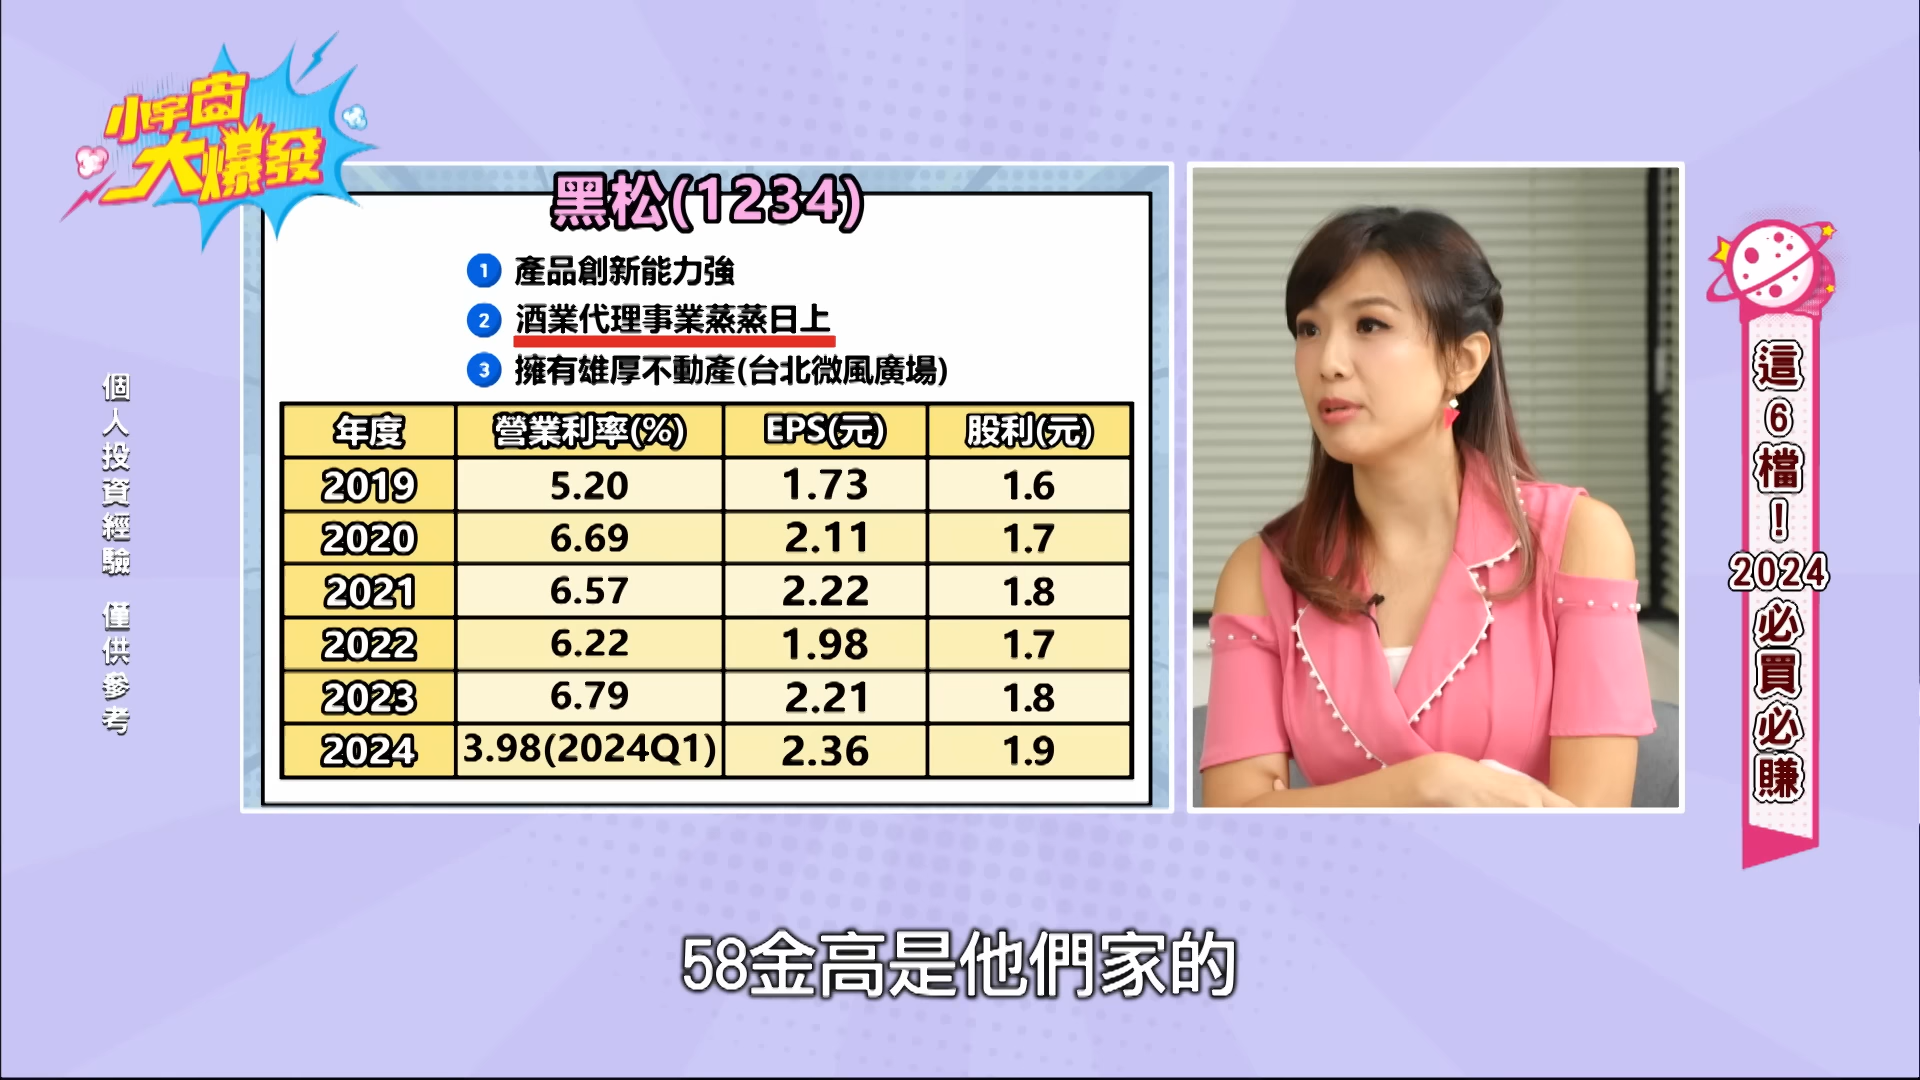 小宇宙
大爆發
黑松(1234)
1 產品創新能力強
2 酒業代理事業蒸蒸日上
3 擁有雄厚不動產(台北微風廣場)
年度 營業利率(%) EPS(元) 股利(元)
2019 5.20 1.73 1.6
2020 6.69 2.11 1.7
2021 6.57 2.22 1.8
2022 6.22 1.98 1.7
2023 6.79 2.21 1.8
2024 3.98(2024Q1) 2.36 1.9
個人投資經驗 僅供參考
這6檔！2024必買必賺
58金高是他們家的